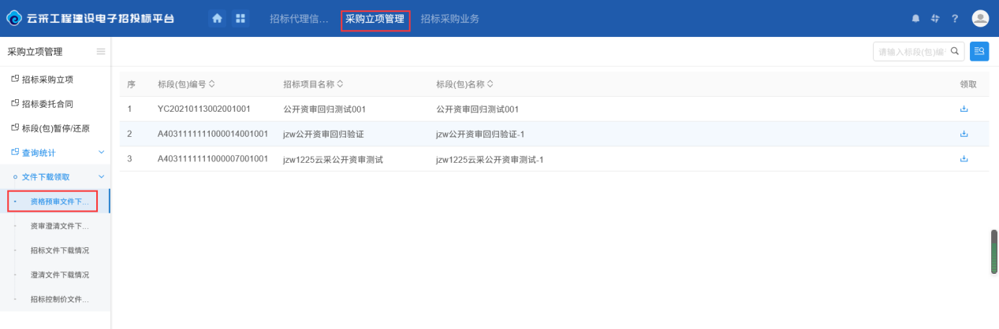 云采工程建设电子招投标平台 招标代理信... 采购立项管理 招标采购业务 ?
采购立项管理
请输入标段(包)编
招标采购立项
招标委托合同
标段(包)暂停/还原
查询统计
文件下载领取
资格预审文件下...
资审澄清文件下...
招标文件下载情况
澄清文件下载情况
招标控制价文件...
序 标段(包)编号 招标项目名称 标段(包)名称 领取
1 YC20210113002001001 公开资审回归测试001 公开资审回归测试001
2 A4031111111000014001001 jzw公开资审回归验证 jzw公开资审回归验证-1
3 A4031111111000007001001 jzw1225云采公开资审测试 jzw1225云采公开资审测试-1